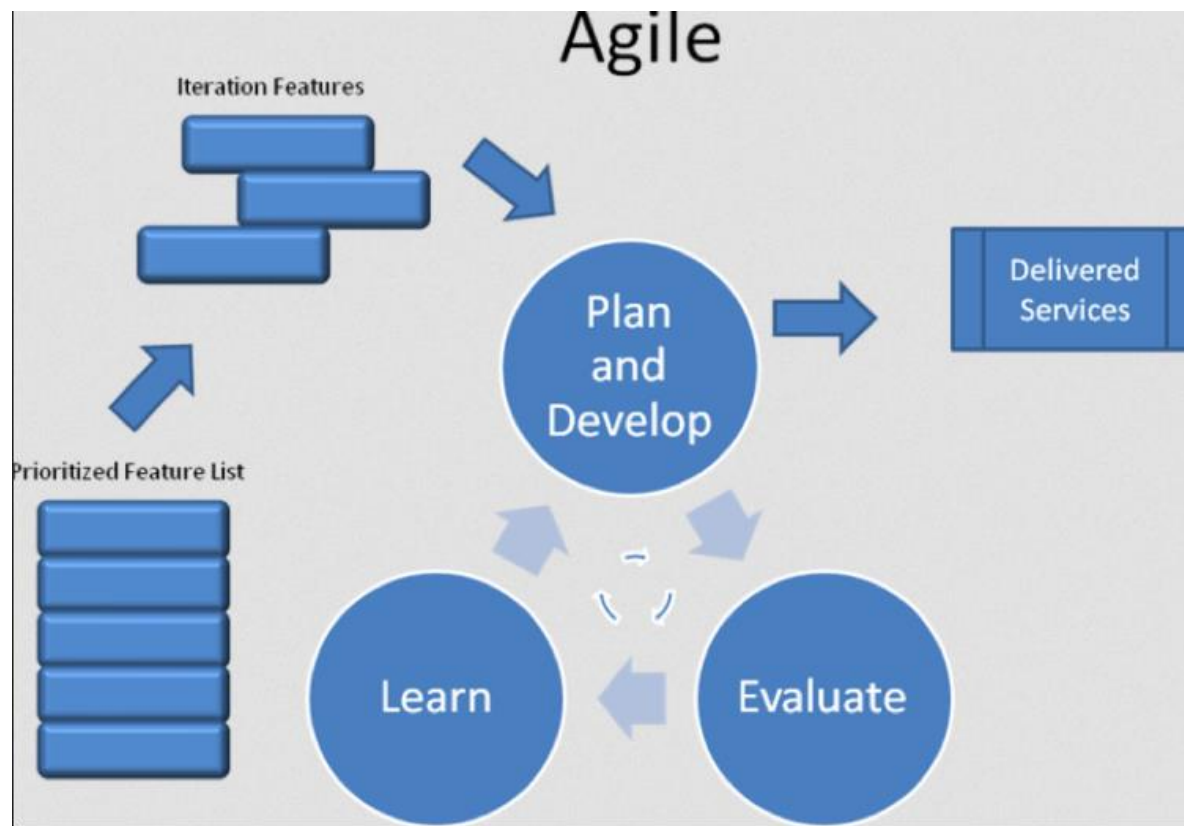 Agile
Iteration Features
Plan
and
Develop
Delivered
Services
Prioritized Feature List
Learn
Evaluate